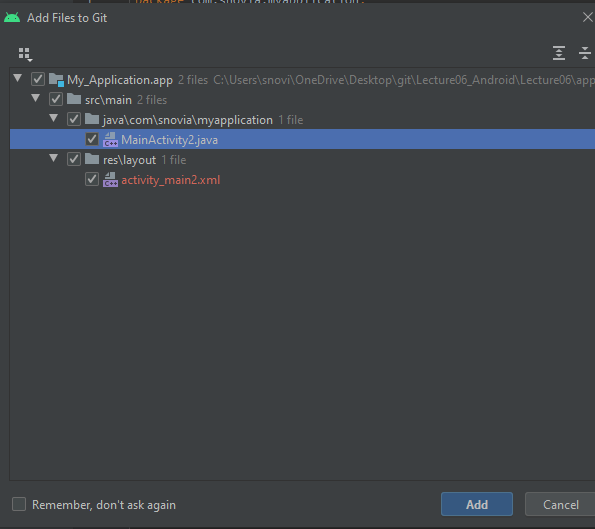 Add Files to Git
My_Application.app 2 files C:\Users\snovi\OneDrive\Desktop\git\Lecture06_Android\Lecture06\app
src\main 2 files
java\com\snovia\myapplication 1 file
C++ MainActivity2.java
res\layout 1 file
C++ activity_main2.xml
Remember, don't ask again
Add
Cancel